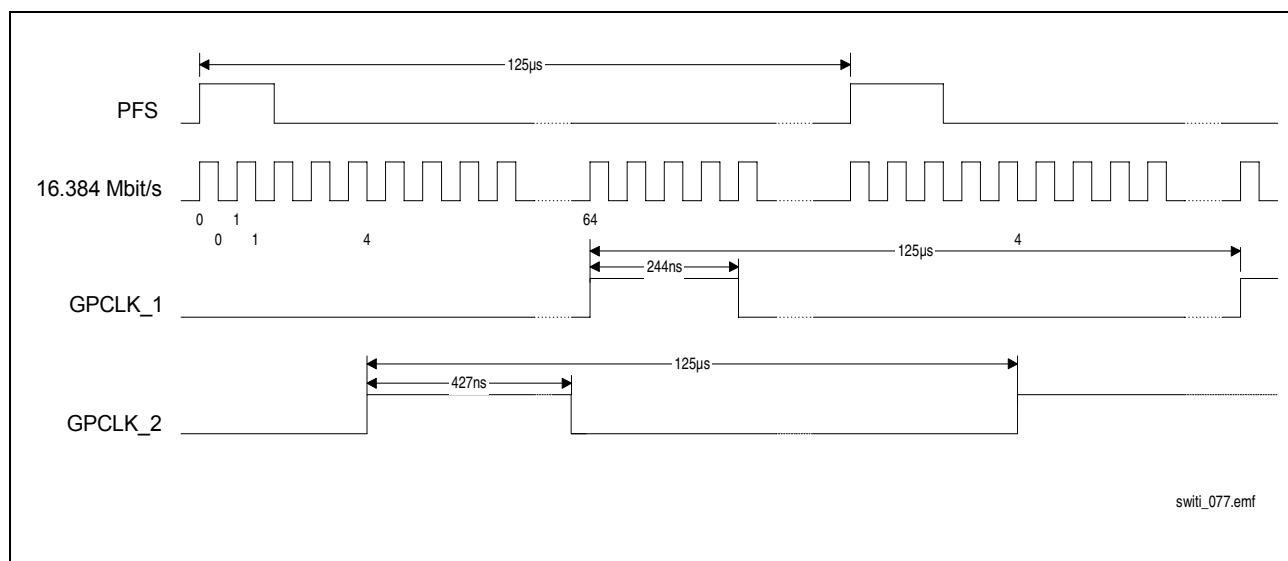 125µs
PFS
16.384 Mbit/s
0 1 64
0 1 4 4
125µs
244ns
GPCLK_1
125µs
427ns
GPCLK_2
switi_077.emf